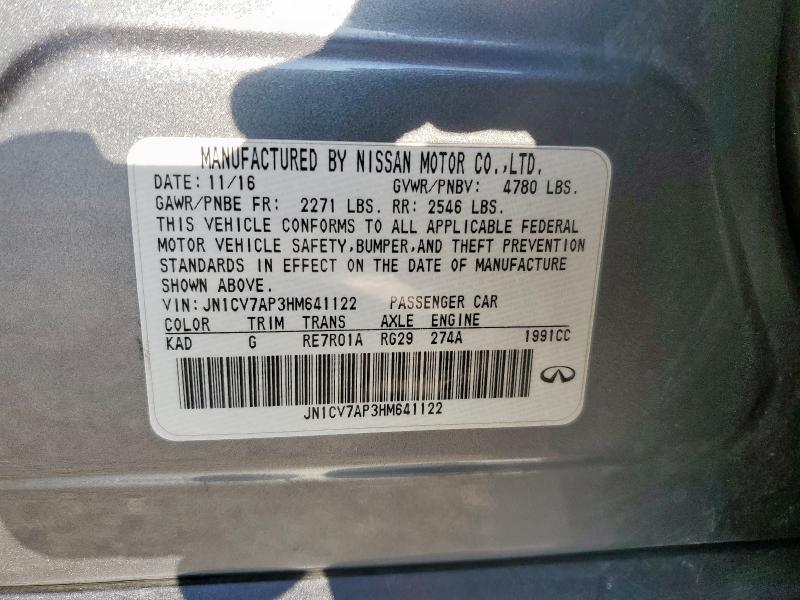 MANUFACTURED BY NISSAN MOTOR CO.,LTD.
DATE: 11/16 GVWR/PNBV: 4780 LBS.
GAWR/PNBE FR: 2271 LBS. RR: 2546 LBS.
THIS VEHICLE CONFORMS TO ALL APPLICABLE FEDERAL
MOTOR VEHICLE SAFETY,BUMPER,AND THEFT PREVENTION
STANDARDS IN EFFECT ON THE DATE OF MANUFACTURE
SHOWN ABOVE.
VIN: JN1CV7AP3HM641122 PASSENGER CAR
COLOR TRIM TRANS AXLE ENGINE
KAD G RE7R01A RG29 274A 1991CC
JN1CV7AP3HM641122